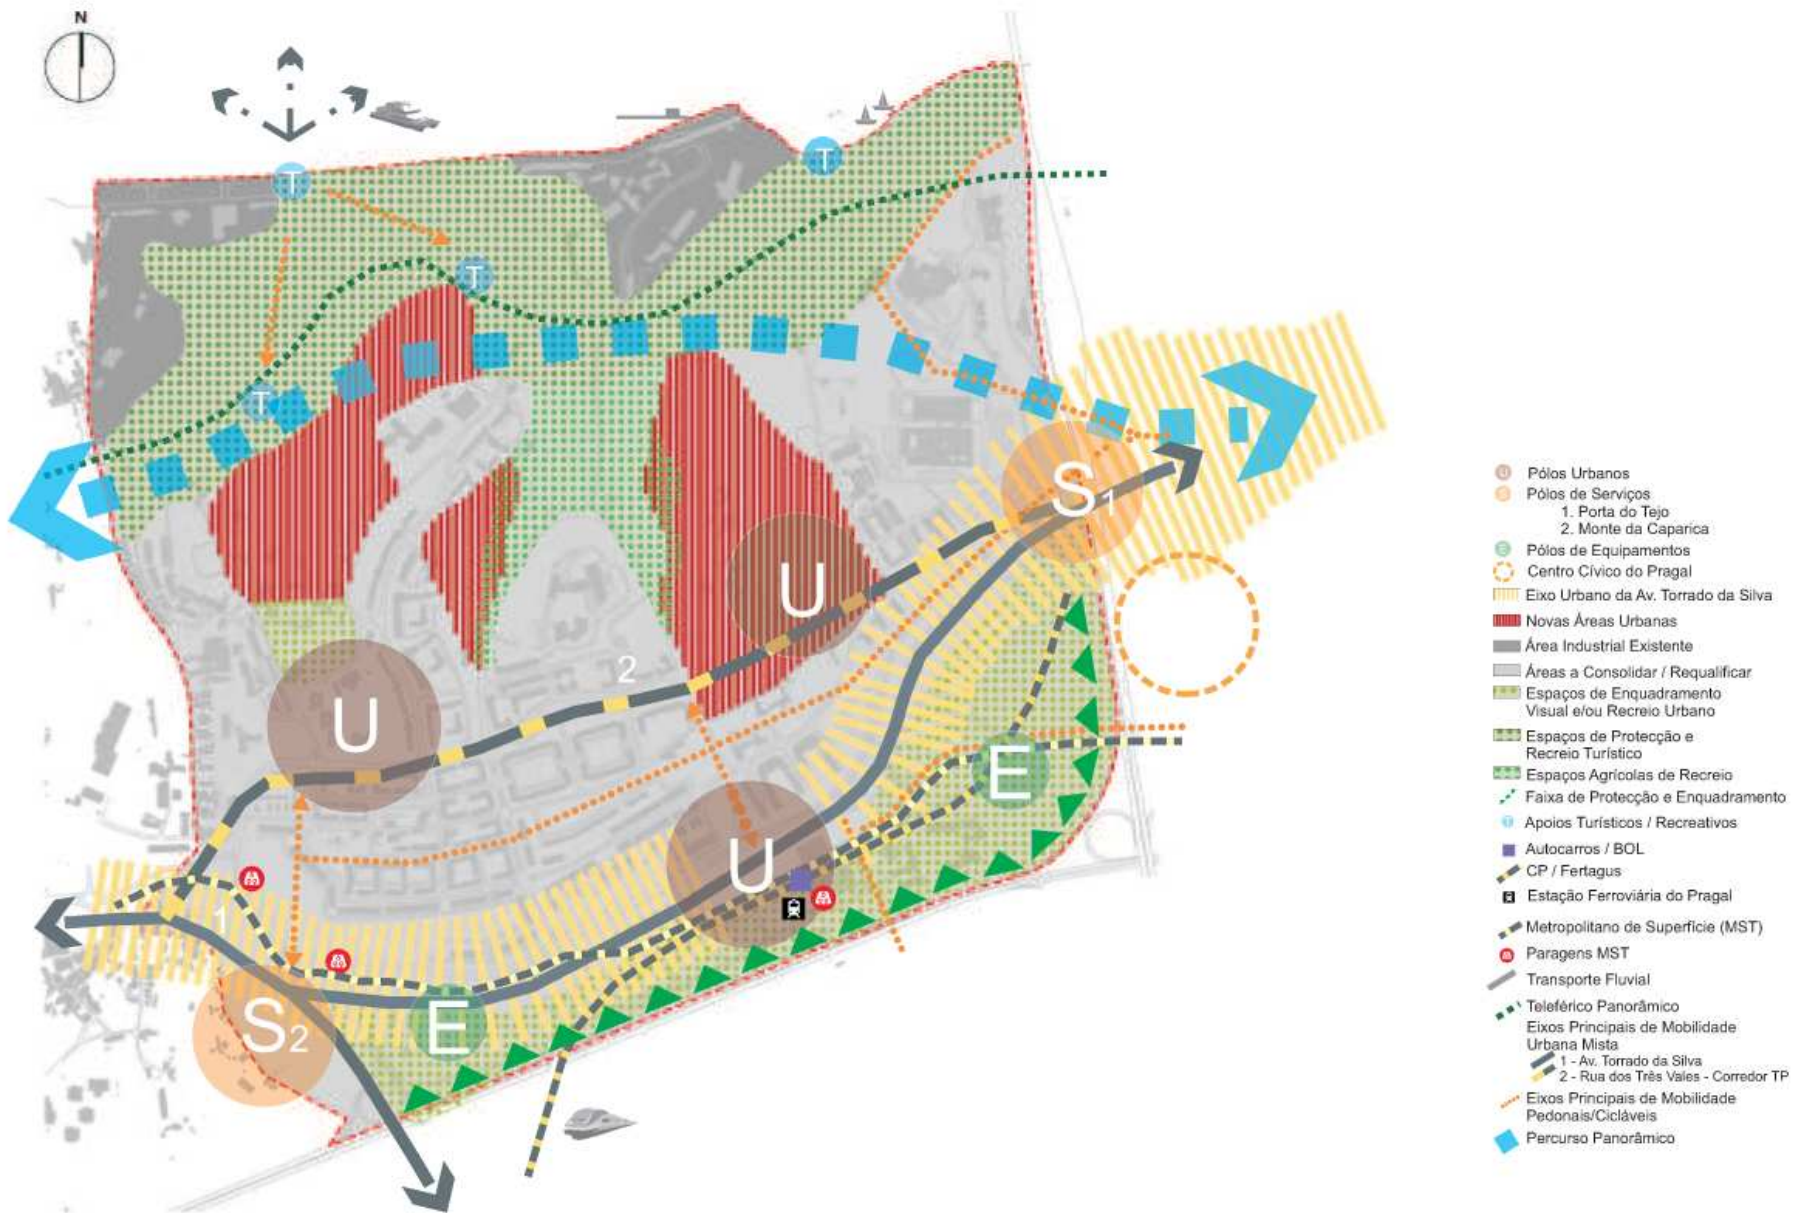 N
T
T
T
T
S1
U
2
U
E
U
1
S2
E
U Pólos Urbanos
S Pólos de Serviços
1. Porta do Tejo
2. Monte da Caparica
E Pólos de Equipamentos
Centro Cívico do Pragal
Eixo Urbano da Av. Torrado da Silva
Novas Áreas Urbanas
Área Industrial Existente
Áreas a Consolidar / Requalificar
Espaços de Enquadramento
Visual e/ou Recreio Urbano
Espaços de Protecção e
Recreio Turístico
Espaços Agrícolas de Recreio
Faixa de Protecção e Enquadramento
T Apoios Turísticos / Recreativos
Autocarros / BOL
CP / Fertagus
Estação Ferroviária do Pragal
Metropolitano de Superfície (MST)
Paragens MST
Transporte Fluvial
Teleférico Panorâmico
Eixos Principais de Mobilidade
Urbana Mista
1 - Av. Torrado da Silva
2 - Rua dos Três Vales - Corredor TP
Eixos Principais de Mobilidade
Pedonais/Cicláveis
Percurso Panorâmico